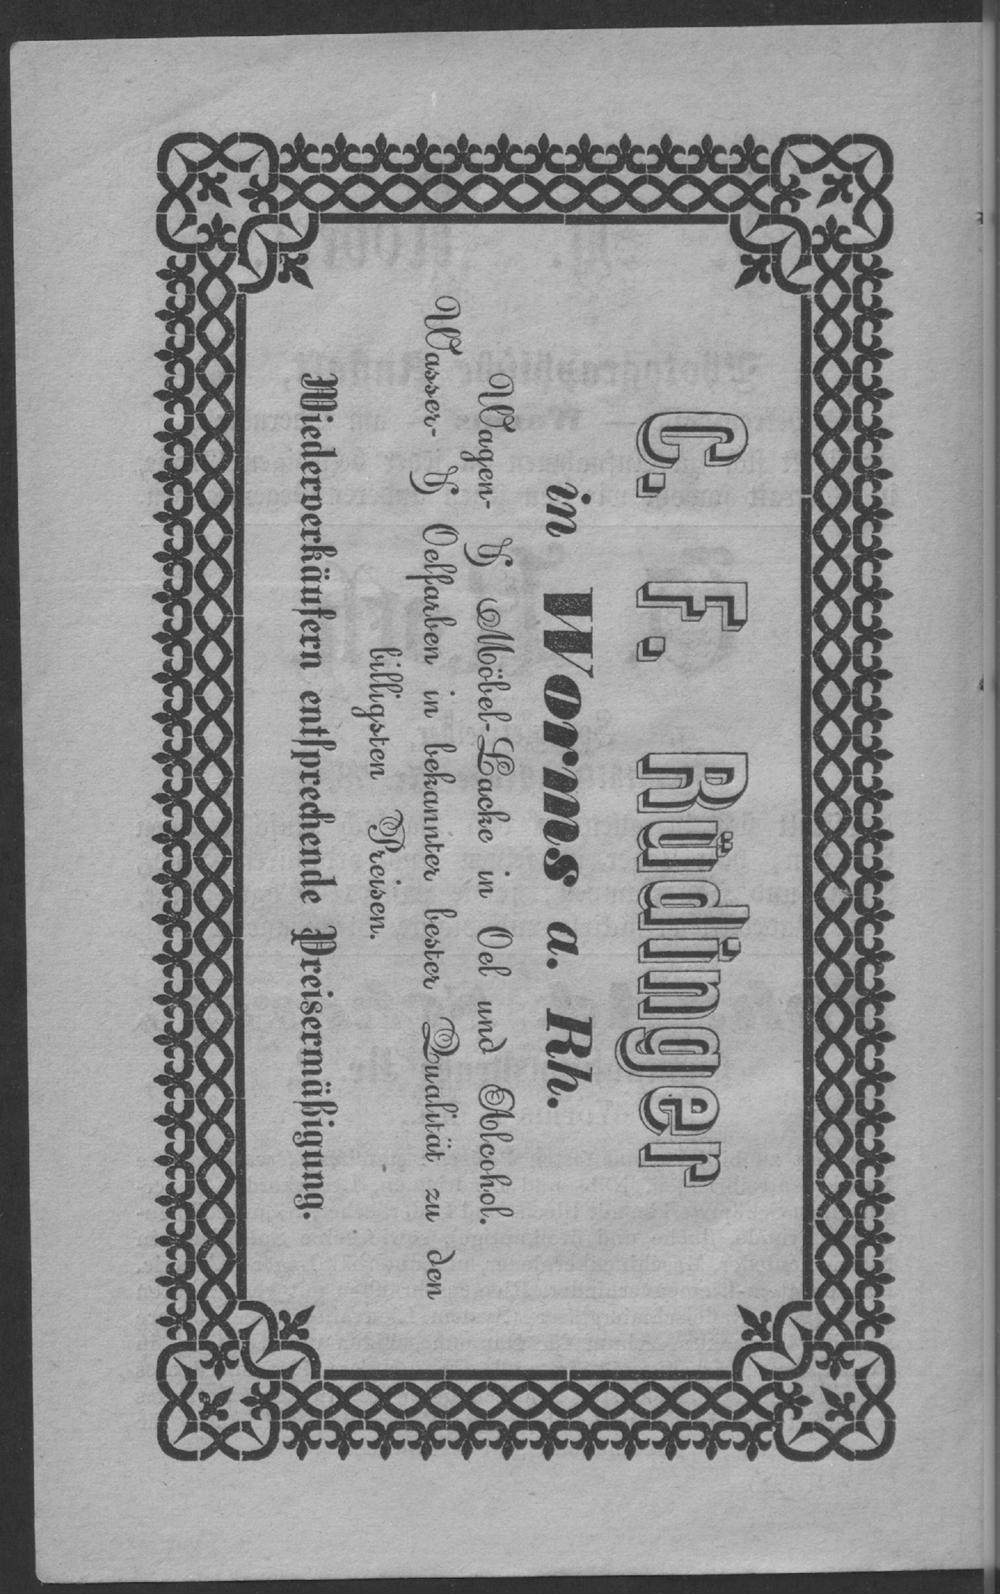 C. F. Rüdinger
in Worms a. Rh.
Wagen- & Möbel-Lacke in Oel und Alcohol.
Wasser- & Oelfarben in bekannter bester Qualität zu den
billigsten Preisen.
Wiederverkäufern entsprechende Preisermäßigung.